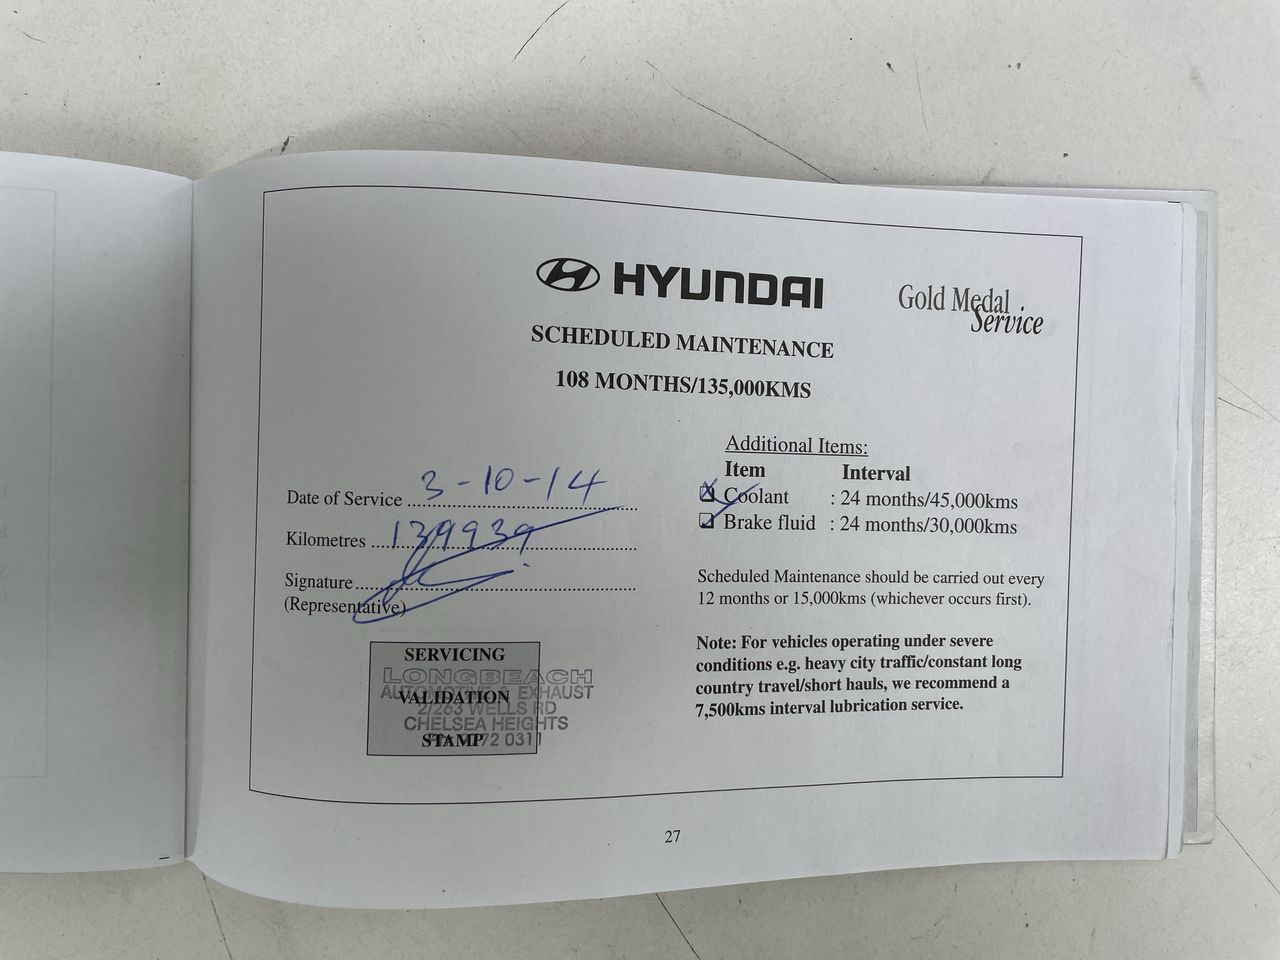 HYUNDAI
Gold Medal
Service
SCHEDULED MAINTENANCE
108 MONTHS/135,000KMS
Date of Service 3-10-14
Kilometres 139939
Signature
(Representative)
Additional Items:
Item Interval
Coolant : 24 months/45,000kms
Brake fluid : 24 months/30,000kms
Scheduled Maintenance should be carried out every
12 months or 15,000kms (whichever occurs first).
Note: For vehicles operating under severe
conditions e.g. heavy city traffic/constant long
country travel/short hauls, we recommend a
7,500kms interval lubrication service.
SERVICING
VALIDATION
STAMP
LONGBEACH
AUTOMOTIVE & EXHAUST
2/263 WELLS RD
CHELSEA HEIGHTS
72 0311
27